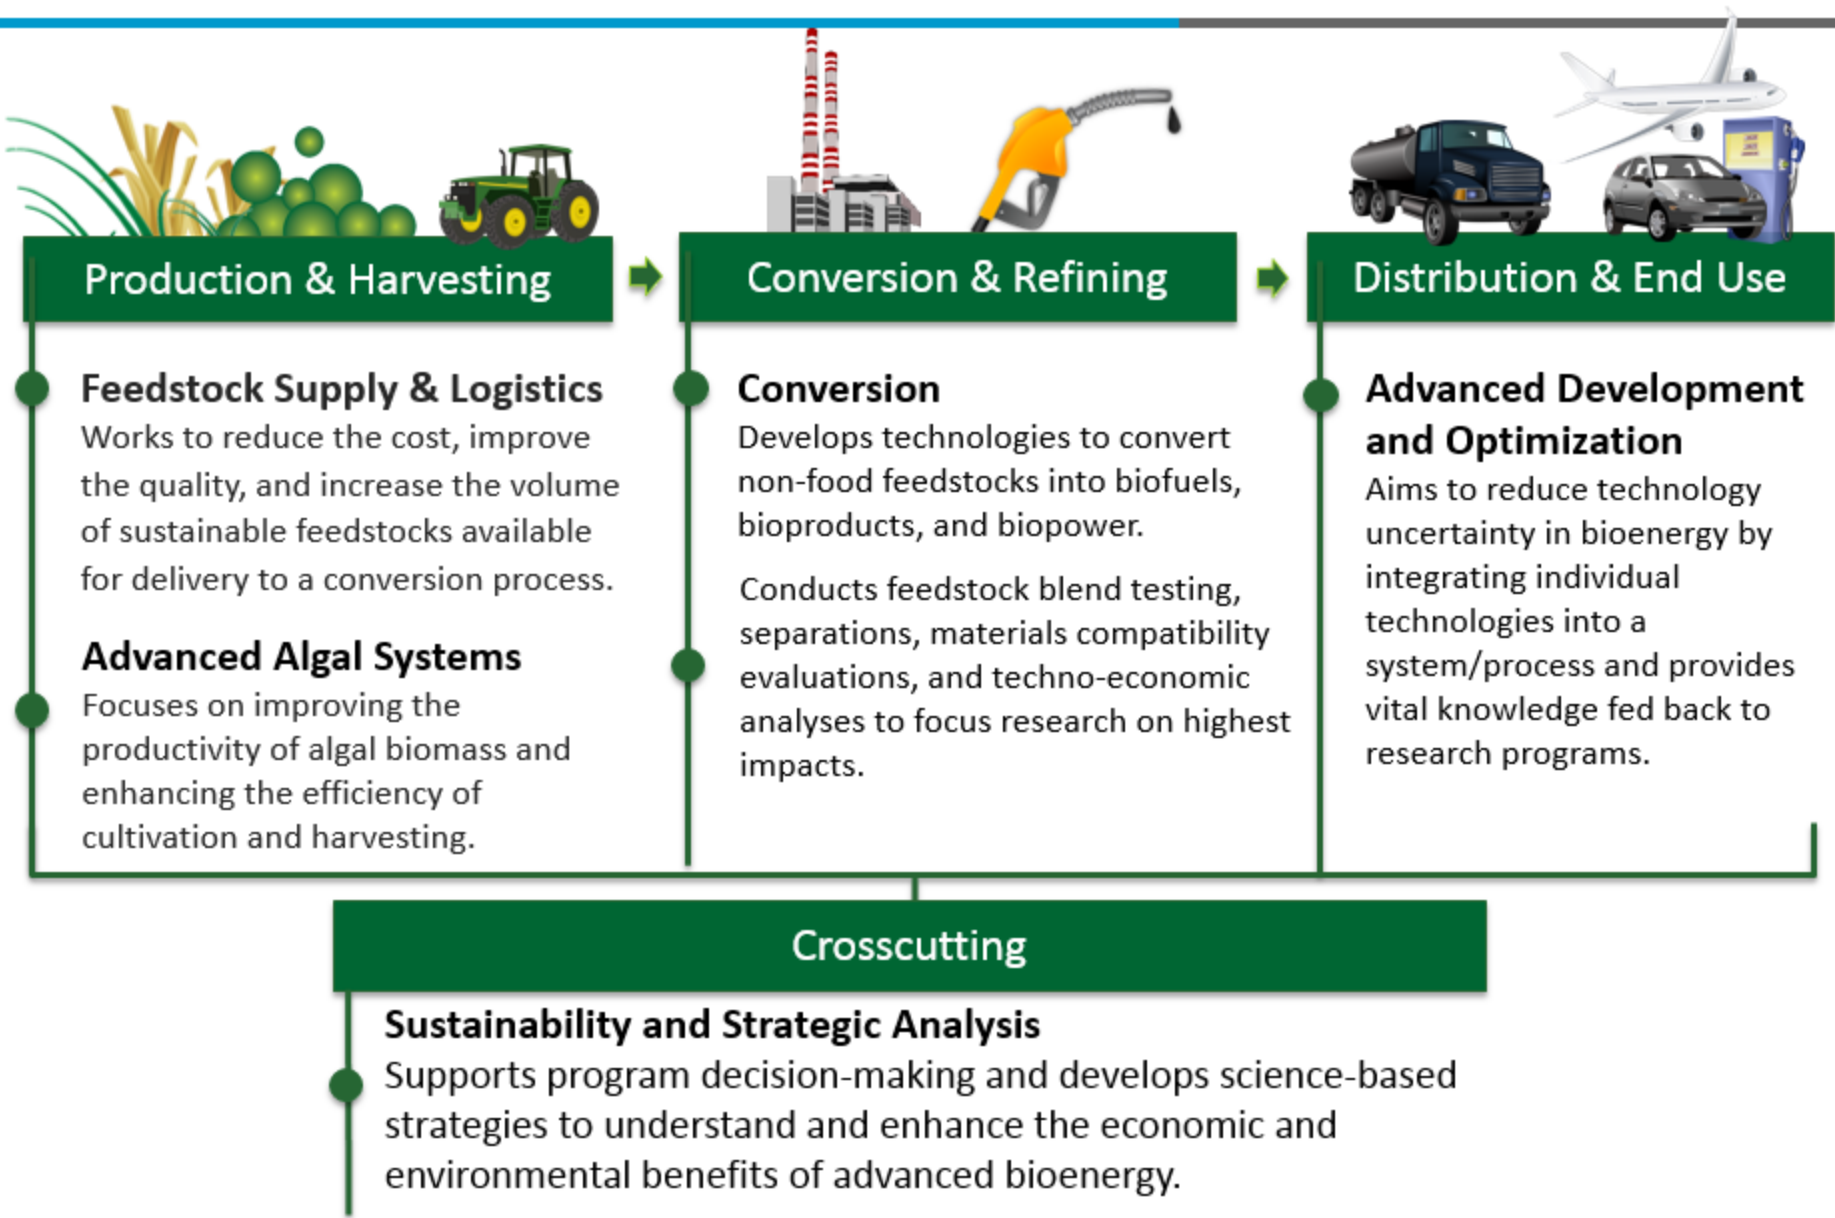 Production & Harvesting
Feedstock Supply & Logistics
Works to reduce the cost, improve
the quality, and increase the volume
of sustainable feedstocks available
for delivery to a conversion process.
Advanced Algal Systems
Focuses on improving the
productivity of algal biomass and
enhancing the efficiency of
cultivation and harvesting.
Conversion & Refining
Conversion
Develops technologies to convert
non-food feedstocks into biofuels,
bioproducts, and biopower.
Conducts feedstock blend testing,
separations, materials compatibility
evaluations, and techno-economic
analyses to focus research on highest
impacts.
Distribution & End Use
Advanced Development
and Optimization
Aims to reduce technology
uncertainty in bioenergy by
integrating individual
technologies into a
system/process and provides
vital knowledge fed back to
research programs.
Crosscutting
Sustainability and Strategic Analysis
Supports program decision-making and develops science-based
strategies to understand and enhance the economic and
environmental benefits of advanced bioenergy.